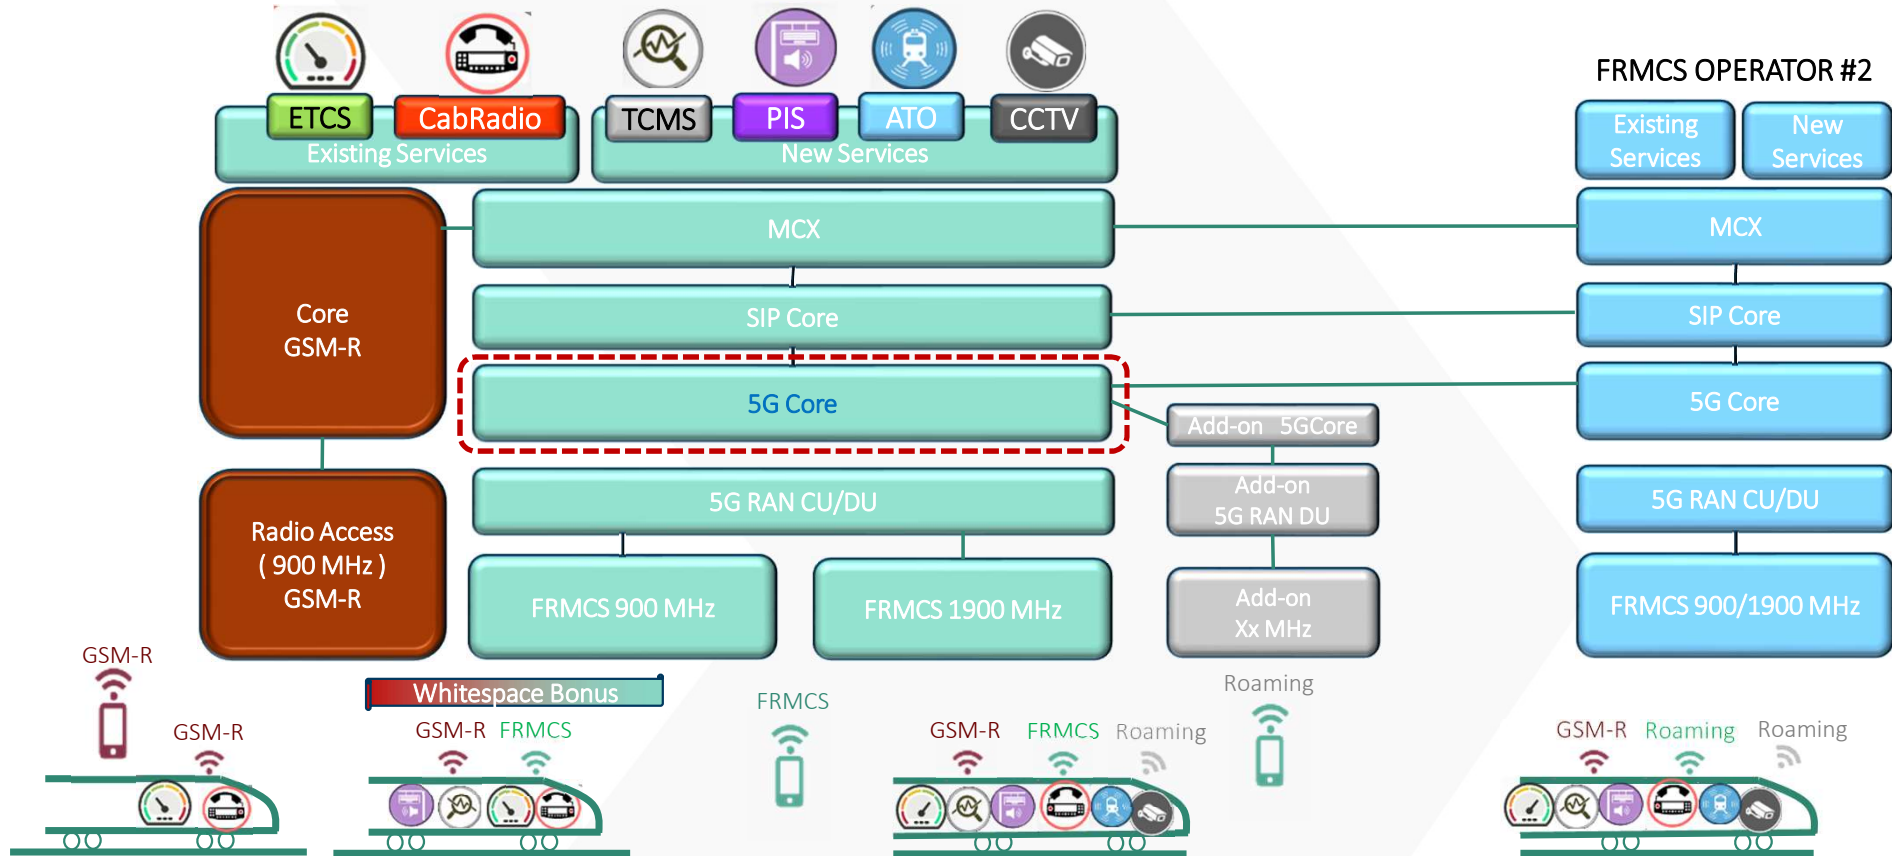 FRMCS OPERATOR #2
ETCS
CabRadio
TCMS
PIS
ATO
CCTV
Existing Services
New Services
Existing
Services
New
Services
Core
GSM-R
MCX
MCX
SIP Core
SIP Core
5G Core
5G Core
Add-on 5GCore
Add-on
5G RAN DU
5G RAN CU/DU
5G RAN CU/DU
Radio Access
( 900 MHz )
GSM-R
FRMCS 900 MHz
FRMCS 1900 MHz
Add-on
Xx MHz
FRMCS 900/1900 MHz
GSM-R
GSM-R
Whitespace Bonus
GSM-R
FRMCS
FRMCS
GSM-R
FRMCS
Roaming
Roaming
GSM-R
Roaming
Roaming